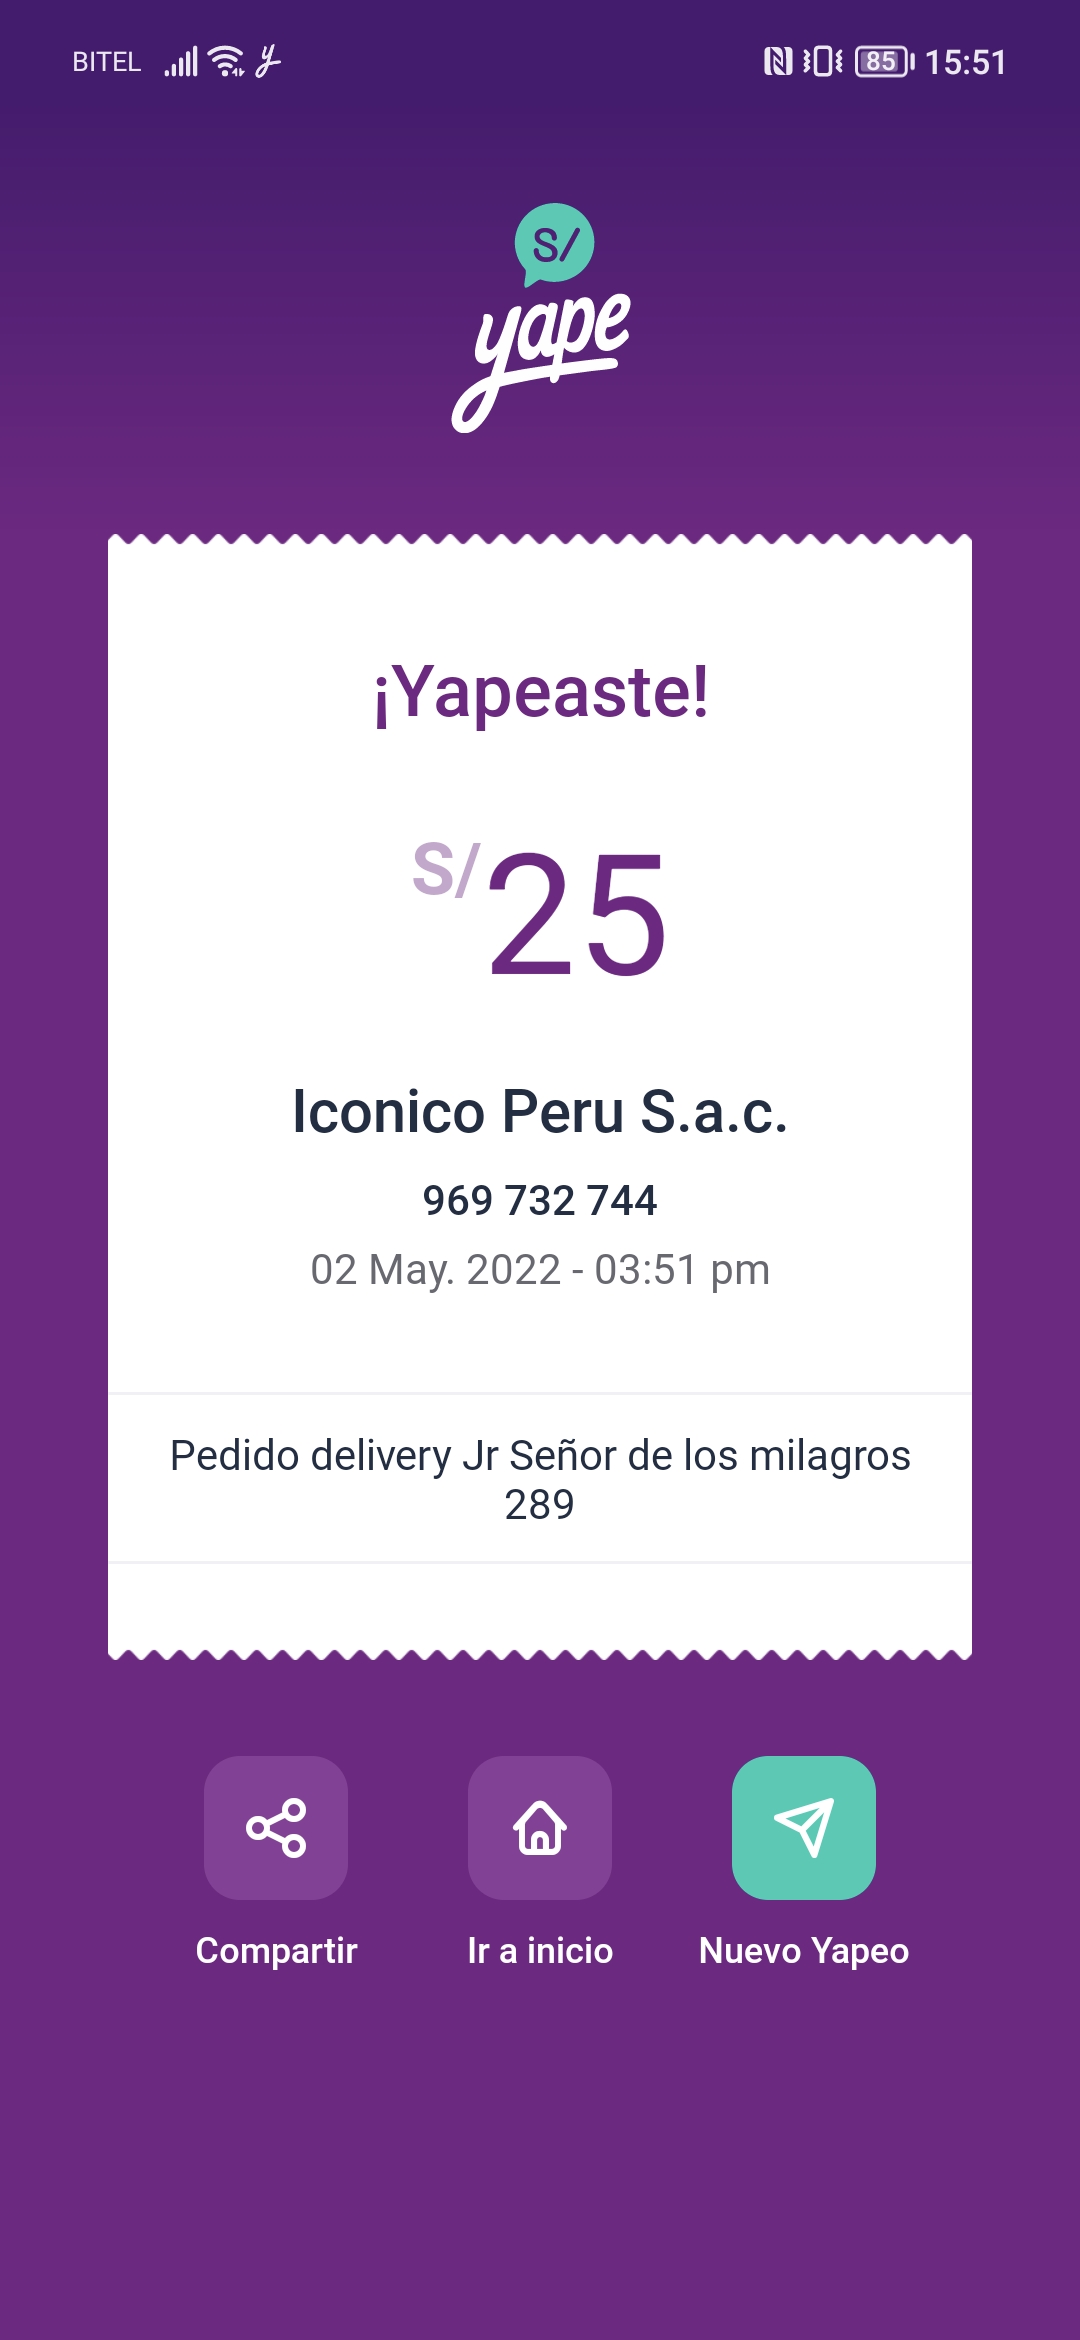 BITEL 85 15:51
S/
yape
¡Yapeaste!
S/25
Iconico Peru S.a.c.
969 732 744
02 May. 2022 - 03:51 pm
Pedido delivery Jr Señor de los milagros
289
Compartir Ir a inicio Nuevo Yapeo